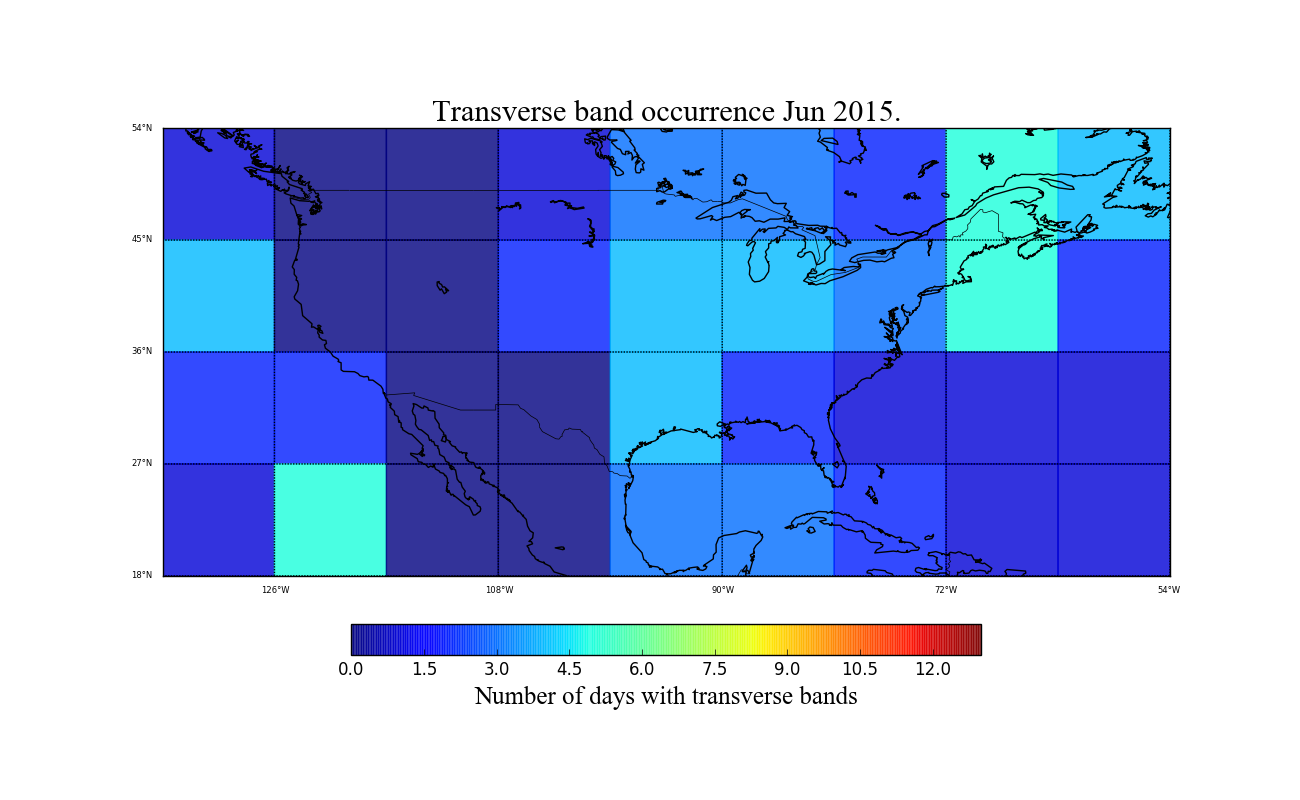 Transverse band occurrence Jun 2015.
54°N
45°N
36°N
27°N
18°N
126°W 108°W 90°W 72°W 54°W
0.0 1.5 3.0 4.5 6.0 7.5 9.0 10.5 12.0
Number of days with transverse bands